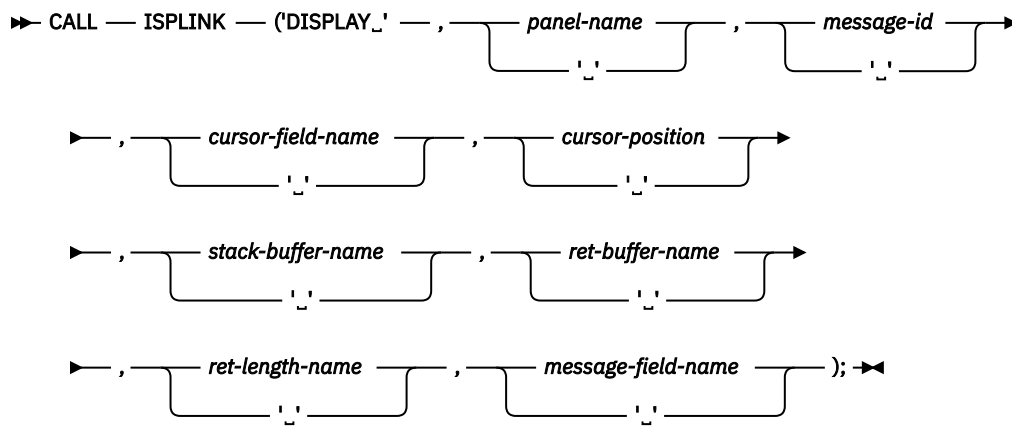 CALL ISPLINK ('DISPLAY␣' , panel-name , message-id
'␣' '␣'
, cursor-field-name , cursor-position
'␣' '␣'
, stack-buffer-name , ret-buffer-name
'␣' '␣'
, ret-length-name , message-field-name );
'␣' '␣'